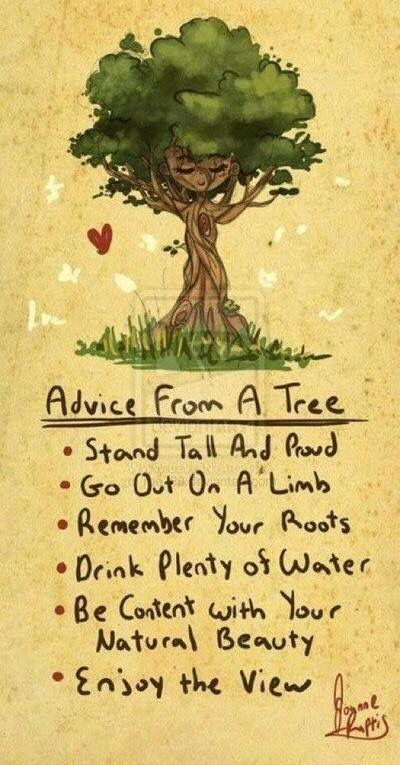 Advice From A Tree
• Stand Tall And Proud
• Go Out On A Limb
• Remember Your Roots
• Drink Plenty of Water
• Be Content with Your
Natural Beauty
• Enjoy the View
Joanne